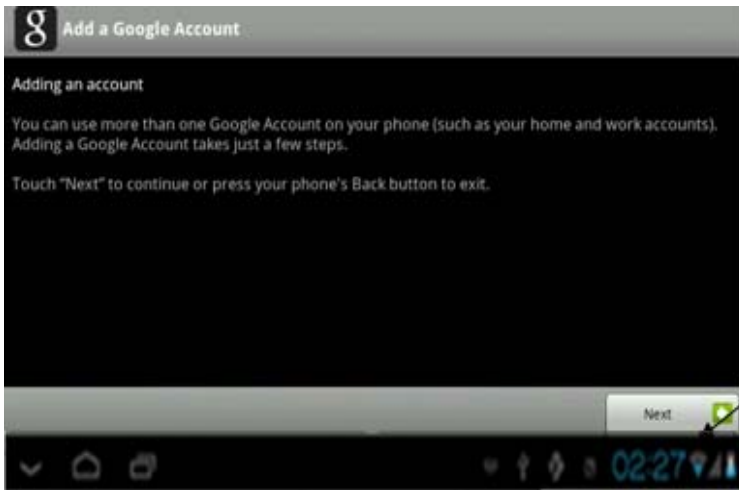 g
Add a Google Account
Adding an account
You can use more than one Google Account on your phone (such as your home and work accounts).
Adding a Google Account takes just a few steps.
Touch "Next" to continue or press your phone's Back button to exit.
Next
02:27